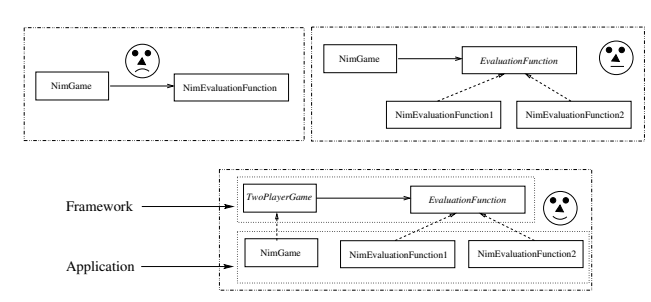 NimGame
NimEvaluationFunction
NimGame
EvaluationFunction
NimEvaluationFunction1
NimEvaluationFunction2
Framework
TwoPlayerGame
EvaluationFunction
NimGame
NimEvaluationFunction1
NimEvaluationFunction2
Application